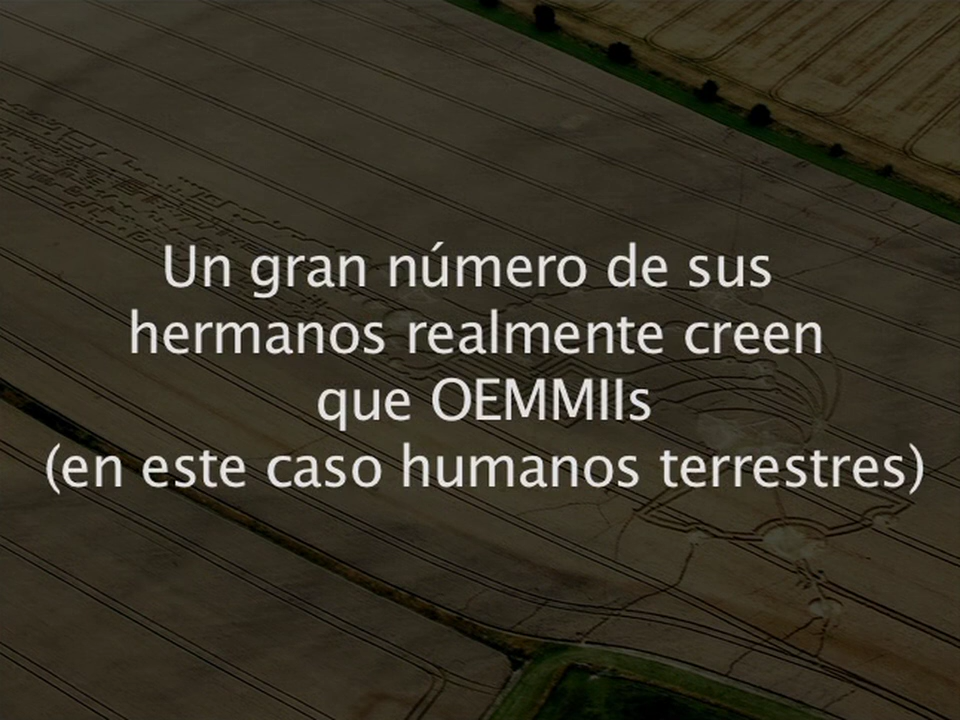 Un gran número de sus
hermanos realmente creen
que OEMMIIs
(en este caso humanos terrestres)